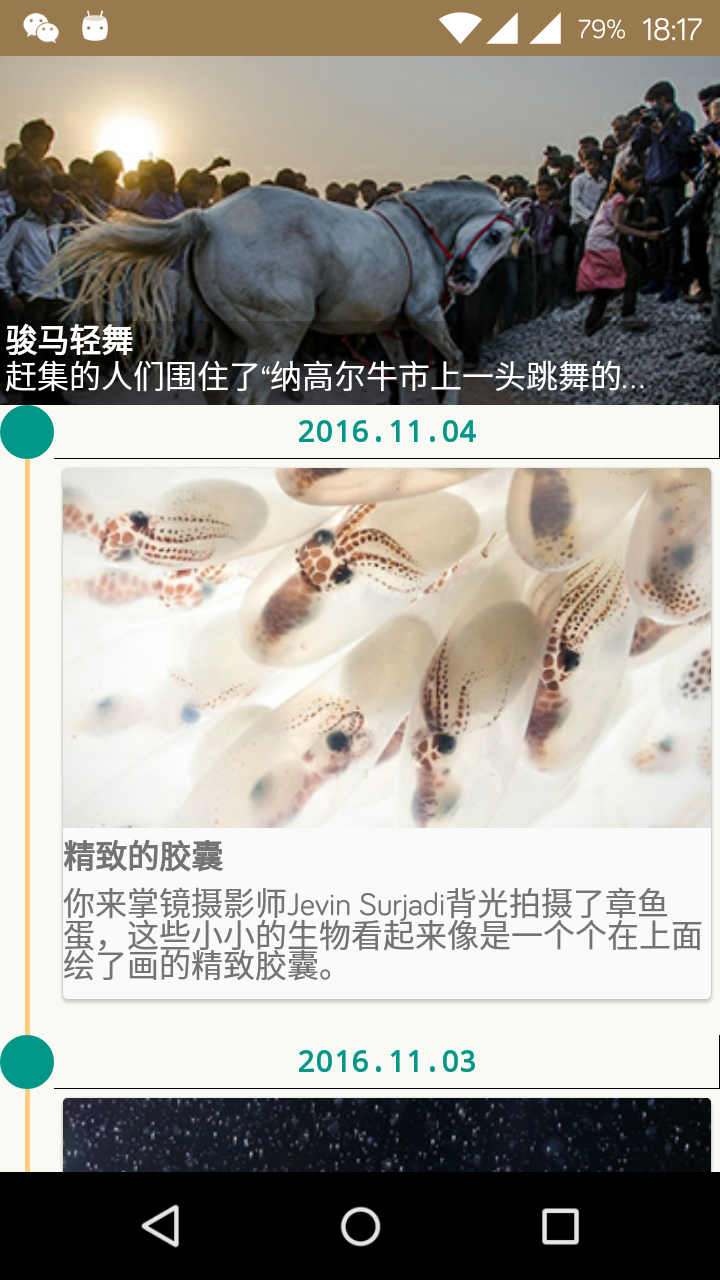 79% 18:17
骏马轻舞
赶集的人们围住了“纳高尔牛市上一头跳舞的...
2016.11.04
精致的胶囊
你来掌镜摄影师Jevin Surjadi背光拍摄了章鱼
蛋，这些小小的生物看起来像是一个个在上面
绘了画的精致胶囊。
2016.11.03